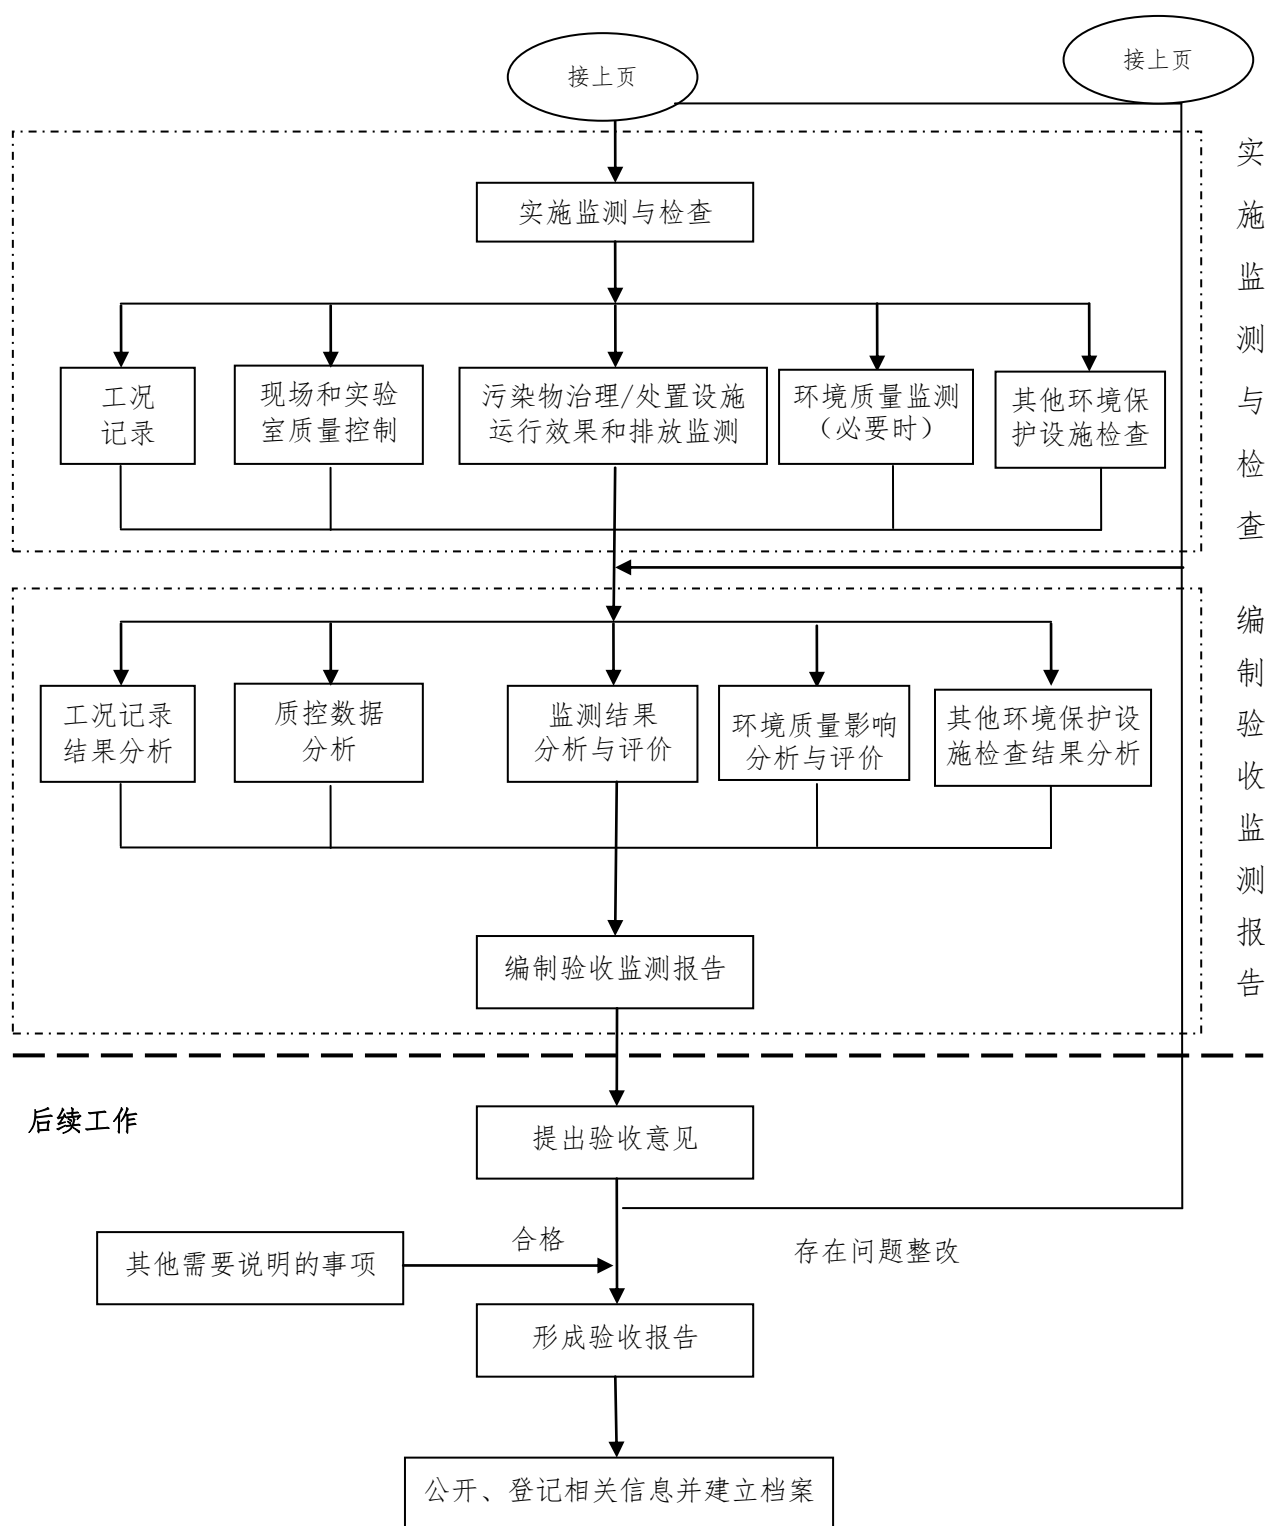 接上页
接上页
实施监测与检查
实施监测与检查
工况
记录
现场和实验
室质量控制
污染物治理/处置设施
运行效果和排放监测
环境质量监测
（必要时）
其他环境保
护设施检查
编制验收监测报告
工况记录
结果分析
质控数据
分析
监测结果
分析与评价
环境质量影响
分析与评价
其他环境保护设
施检查结果分析
编制验收监测报告
后续工作
提出验收意见
合格
存在问题整改
其他需要说明的事项
形成验收报告
公开、登记相关信息并建立档案